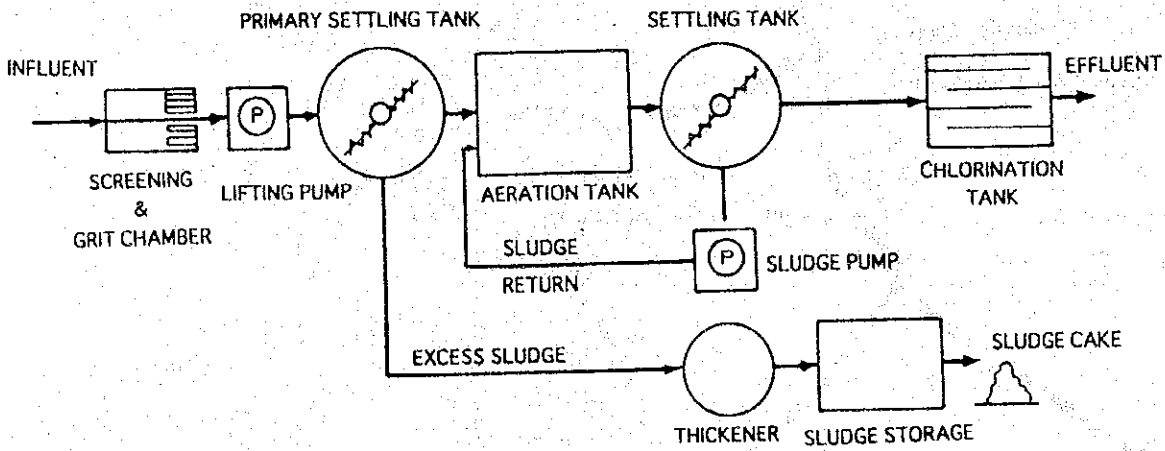 PRIMARY SETTLING TANK
SETTLING TANK
INFLUENT
EFFLUENT
P
SCREENING
&
GRIT CHAMBER
LIFTING PUMP
AERATION TANK
CHLORINATION
TANK
SLUDGE
RETURN
P
SLUDGE PUMP
EXCESS SLUDGE
SLUDGE CAKE
THICKENER
SLUDGE STORAGE